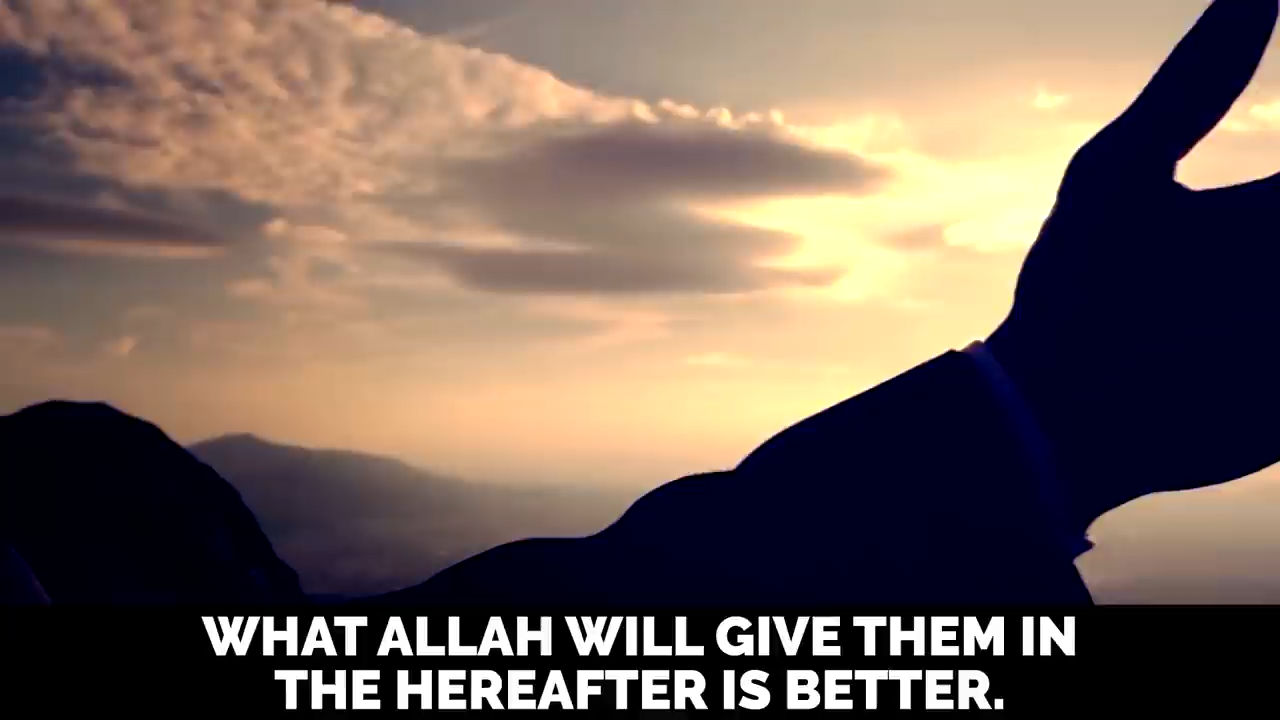 WHAT ALLAH WILL GIVE THEM IN
THE HEREAFTER IS BETTER.